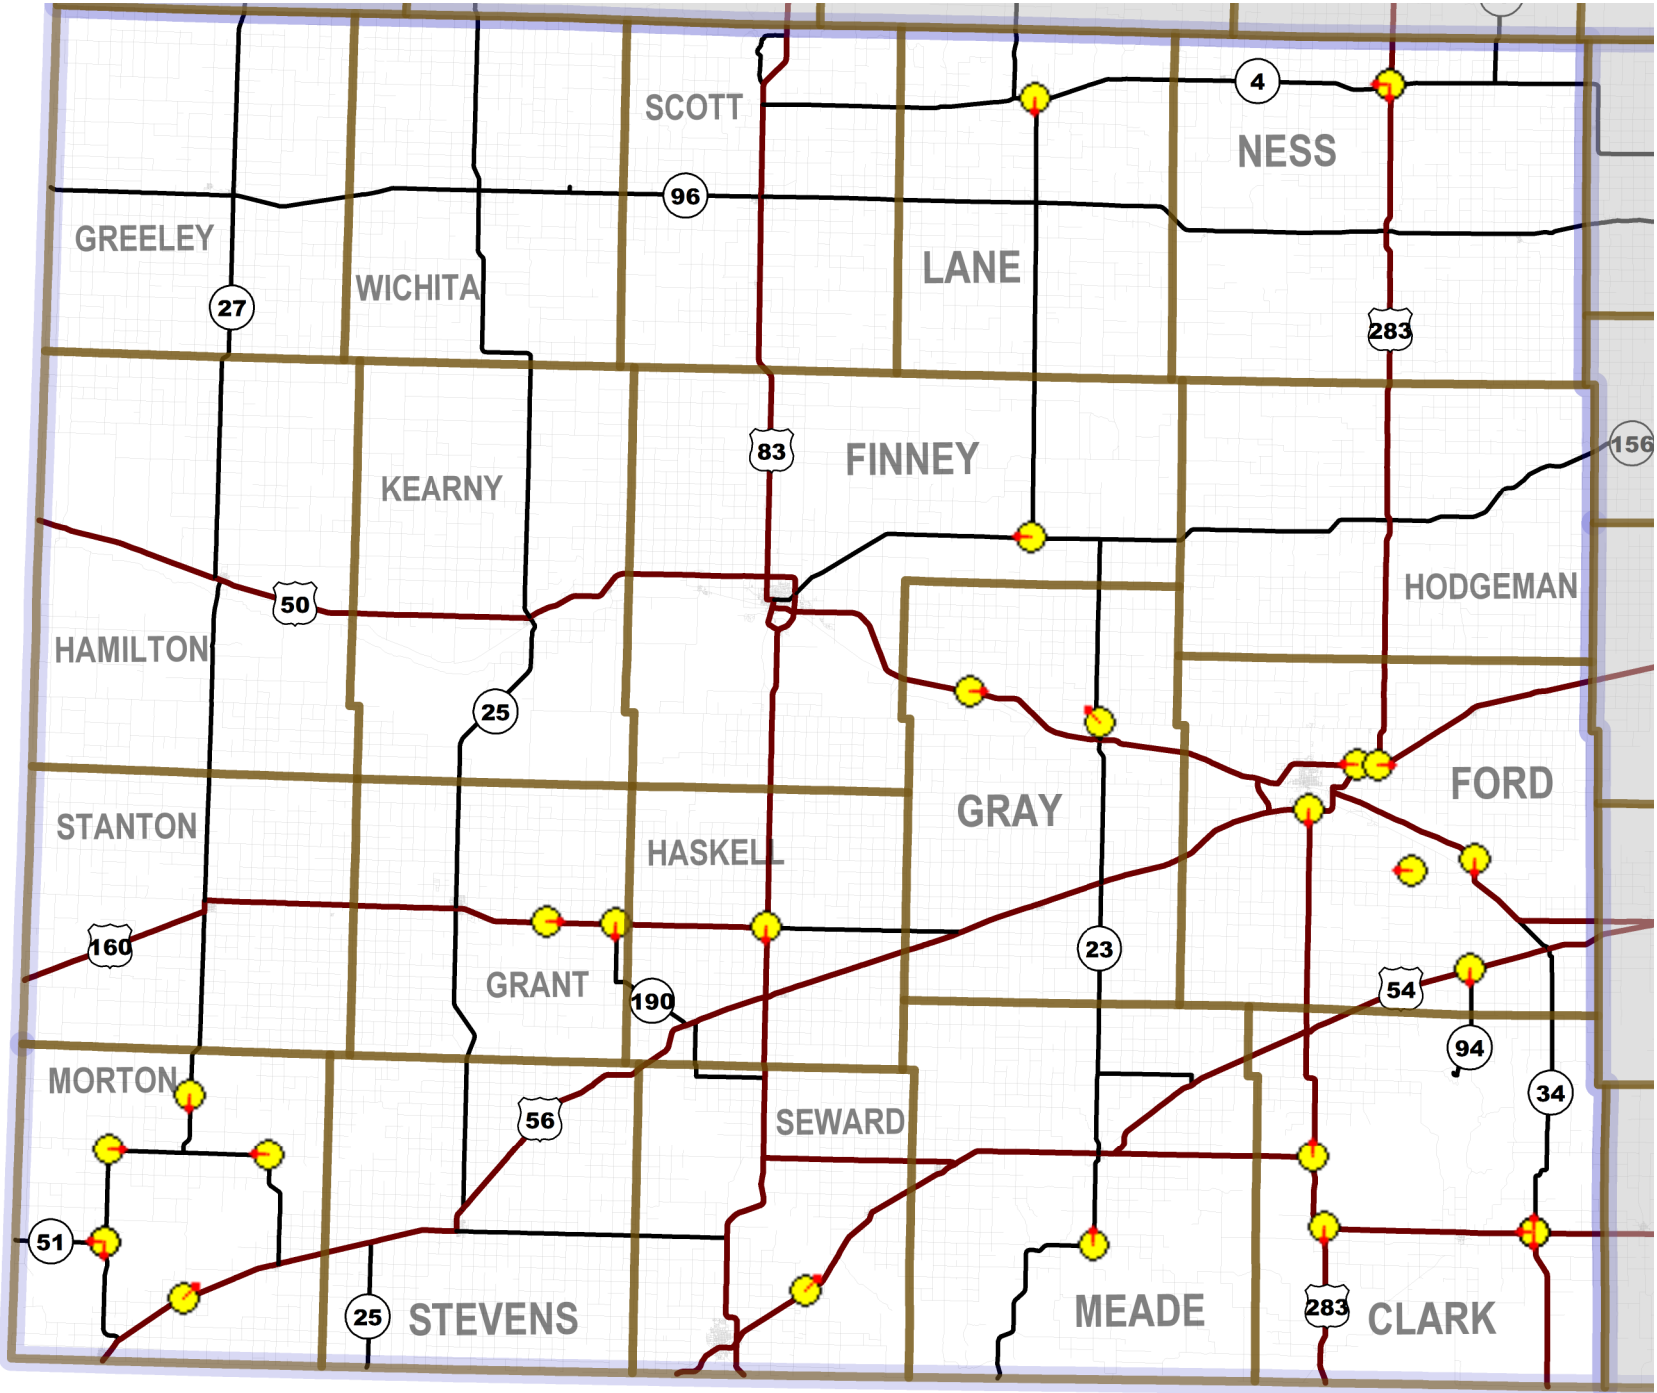 4
SCOTT
NESS
96
GREELEY
LANE
WICHITA
27
283
83
156
FINNEY
KEARNY
HODGEMAN
50
HAMILTON
25
FORD
GRAY
STANTON
HASKELL
160
23
GRANT
54
190
94
MORTON
34
56
SEWARD
51
283
MEADE
25
STEVENS
CLARK